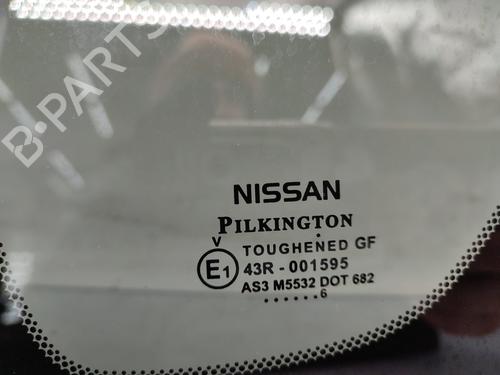 B-PARTS
NISSAN
PILKINGTON
V
TOUGHENED GF
E1 43R - 001595
AS3 M5532 DOT 682
......6